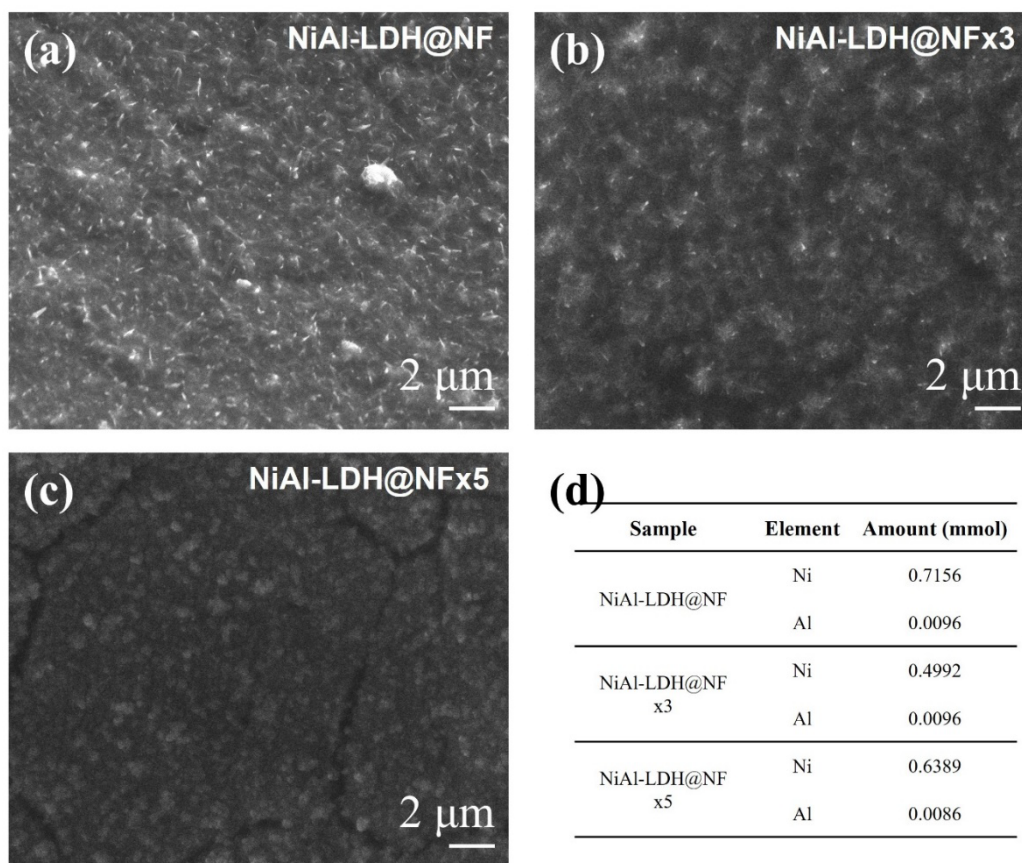 (a) NiAl-LDH@NF
2 μm
(b) NiAl-LDH@NFx3
2 μm
(c) NiAl-LDH@NFx5
2 μm
(d)
Sample Element Amount (mmol)
NiAl-LDH@NF Ni 0.7156
Al 0.0096
NiAl-LDH@NF x3 Ni 0.4992
Al 0.0096
NiAl-LDH@NF x5 Ni 0.6389
Al 0.0086